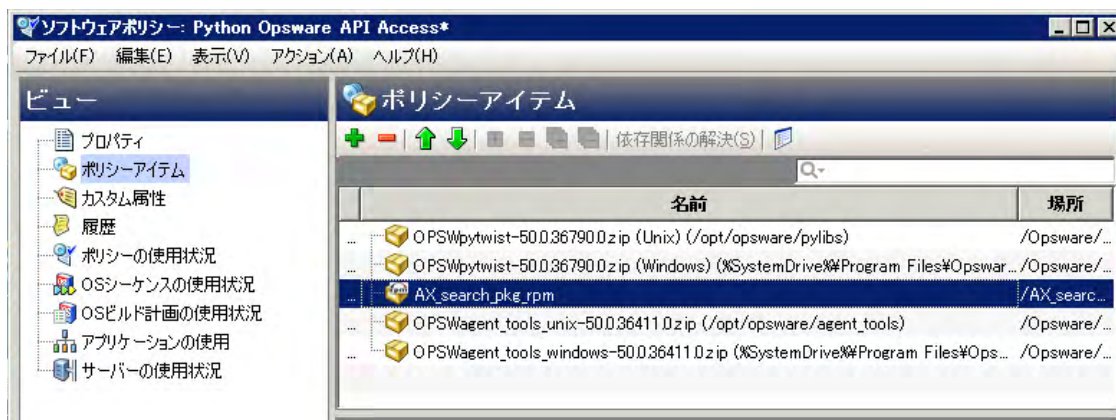 ソフトウェアポリシー: Python Opsware API Access*
ファイル(F) 編集(E) 表示(V) アクション(A) ヘルプ(H)
ビュー
プロパティ
ポリシーアイテム
カスタム属性
履歴
ポリシーの使用状況
OSシーケンスの使用状況
OSビルド計画の使用状況
アプリケーションの使用
サーバーの使用状況
ポリシーアイテム
依存関係の解決(S)
名前 場所
... OPSWpytwist-50.0.36790.0.zip (Unix) (/opt/opsware/pylibs) /Opsware/...
... OPSWpytwist-50.0.36790.0.zip (Windows) (%SystemDrive%¥Program Files¥Opswar... /Opsware/...
... AX_search_pkg_rpm /AX_searc...
... OPSWagent_tools_unix-50.0.36411.0.zip (/opt/opsware/agent_tools) /Opsware/...
... OPSWagent_tools_windows-50.0.36411.0.zip (%SystemDrive%¥Program Files¥Ops... /Opsware/...